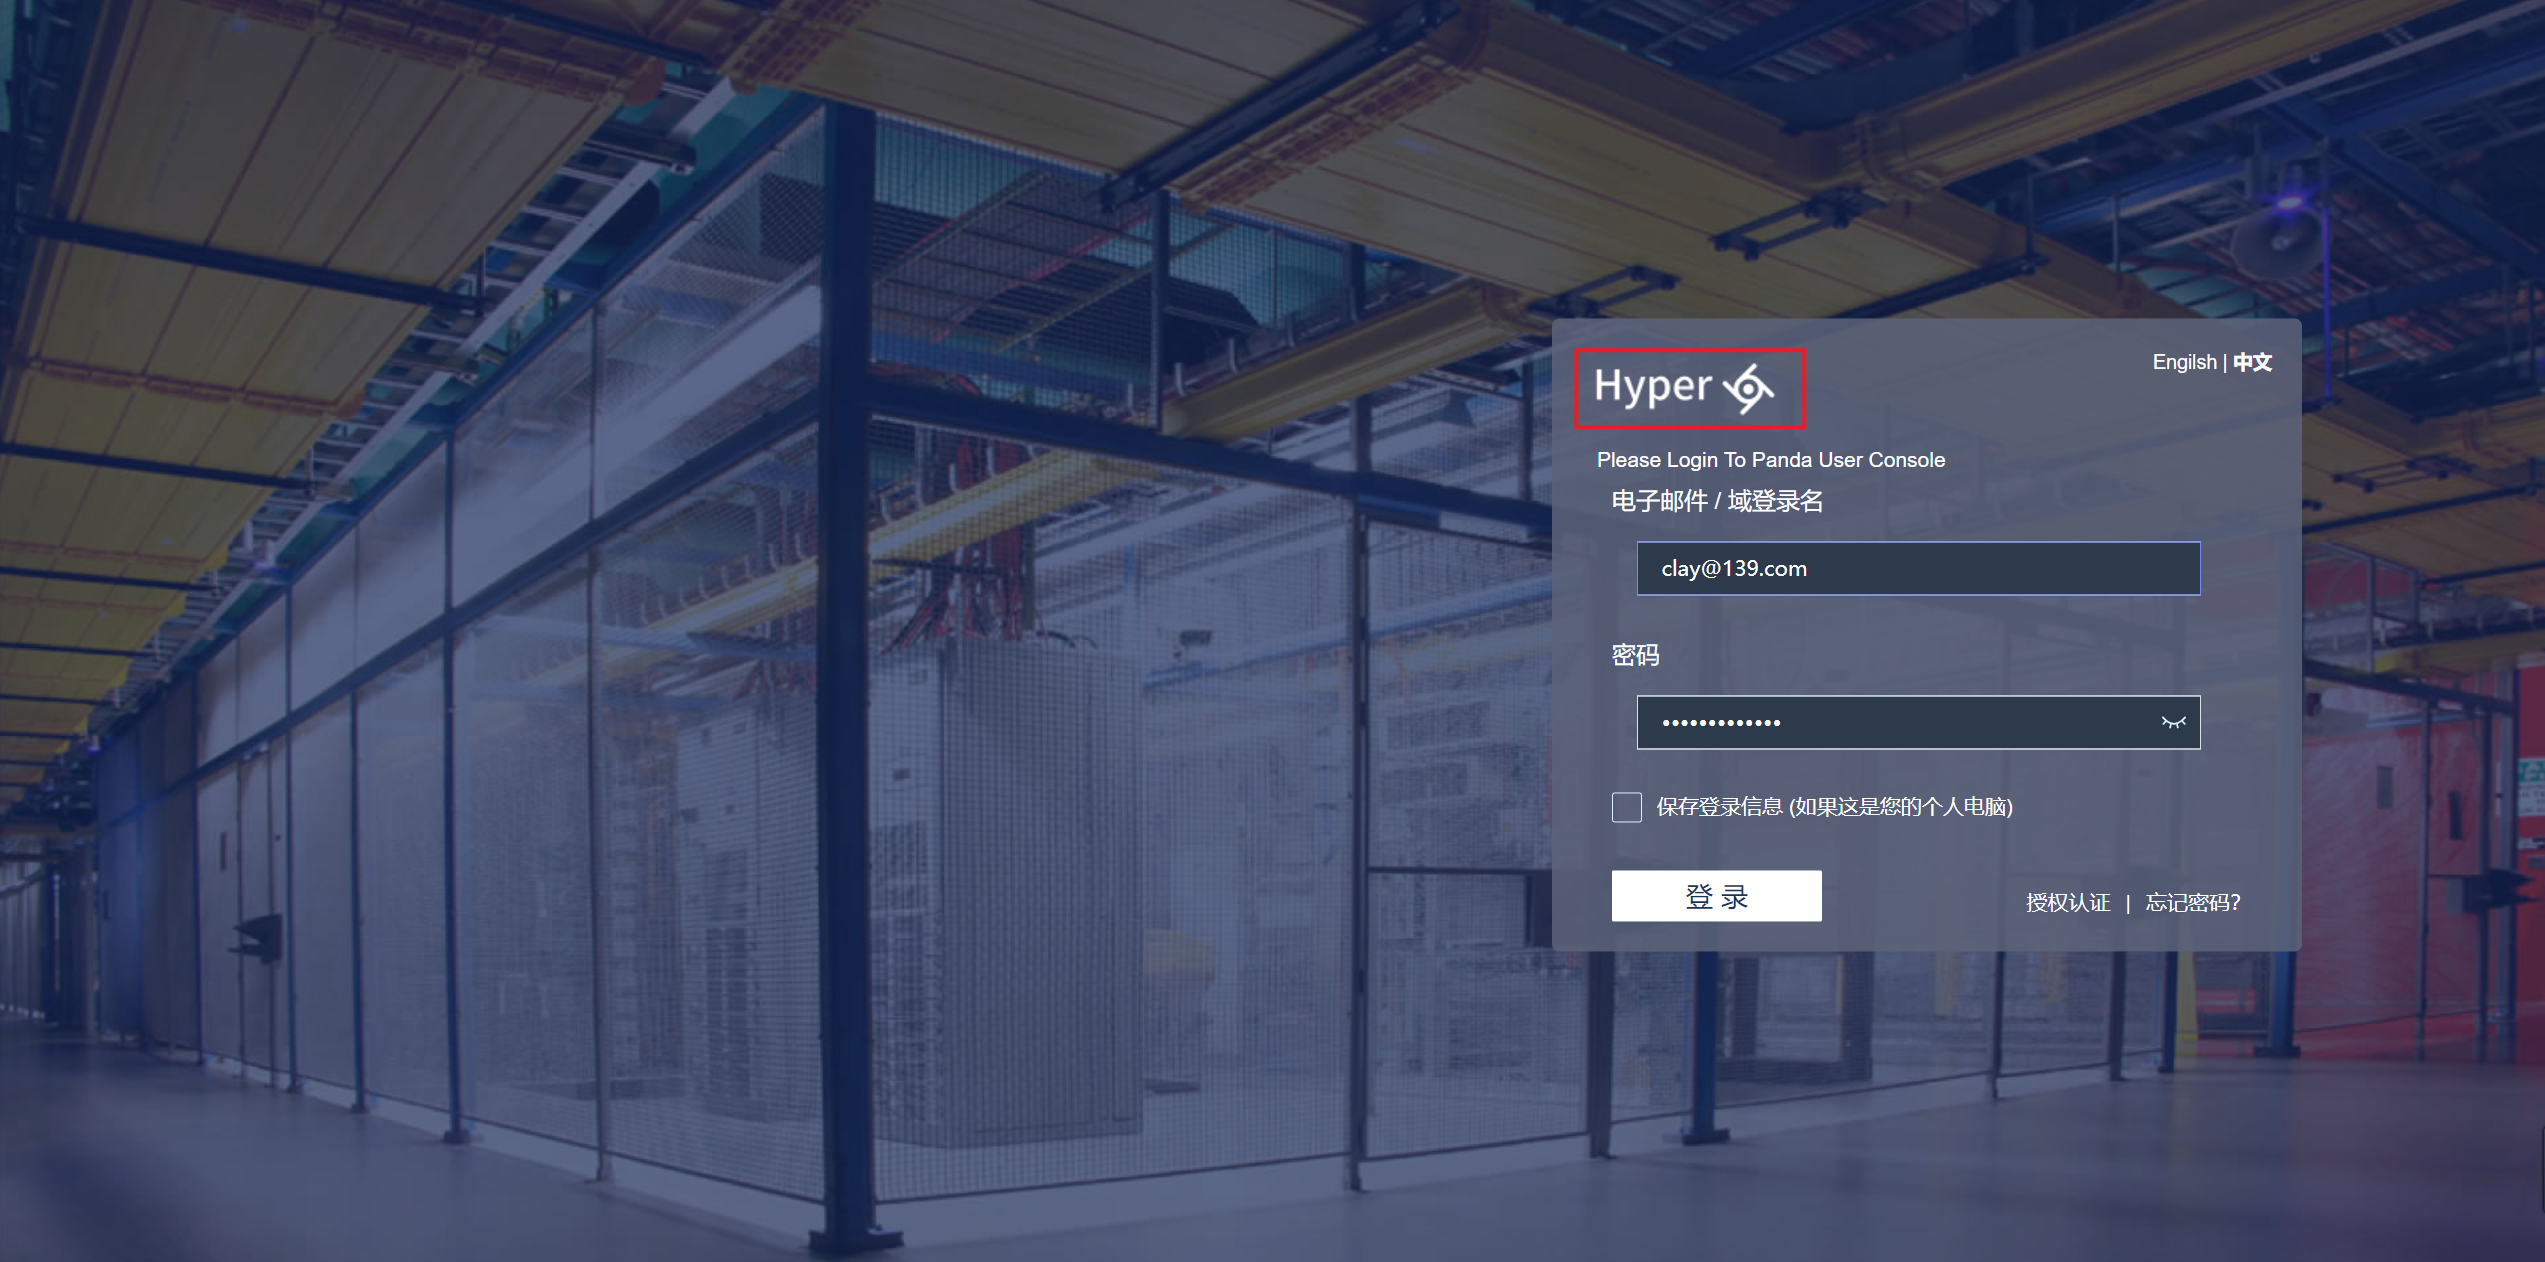 Hyper
Engilsh | 中文
Please Login To Panda User Console
电子邮件 / 域登录名
clay@139.com
密码
•••••••••••••
保存登录信息 (如果这是您的个人电脑)
登 录
授权认证 | 忘记密码?